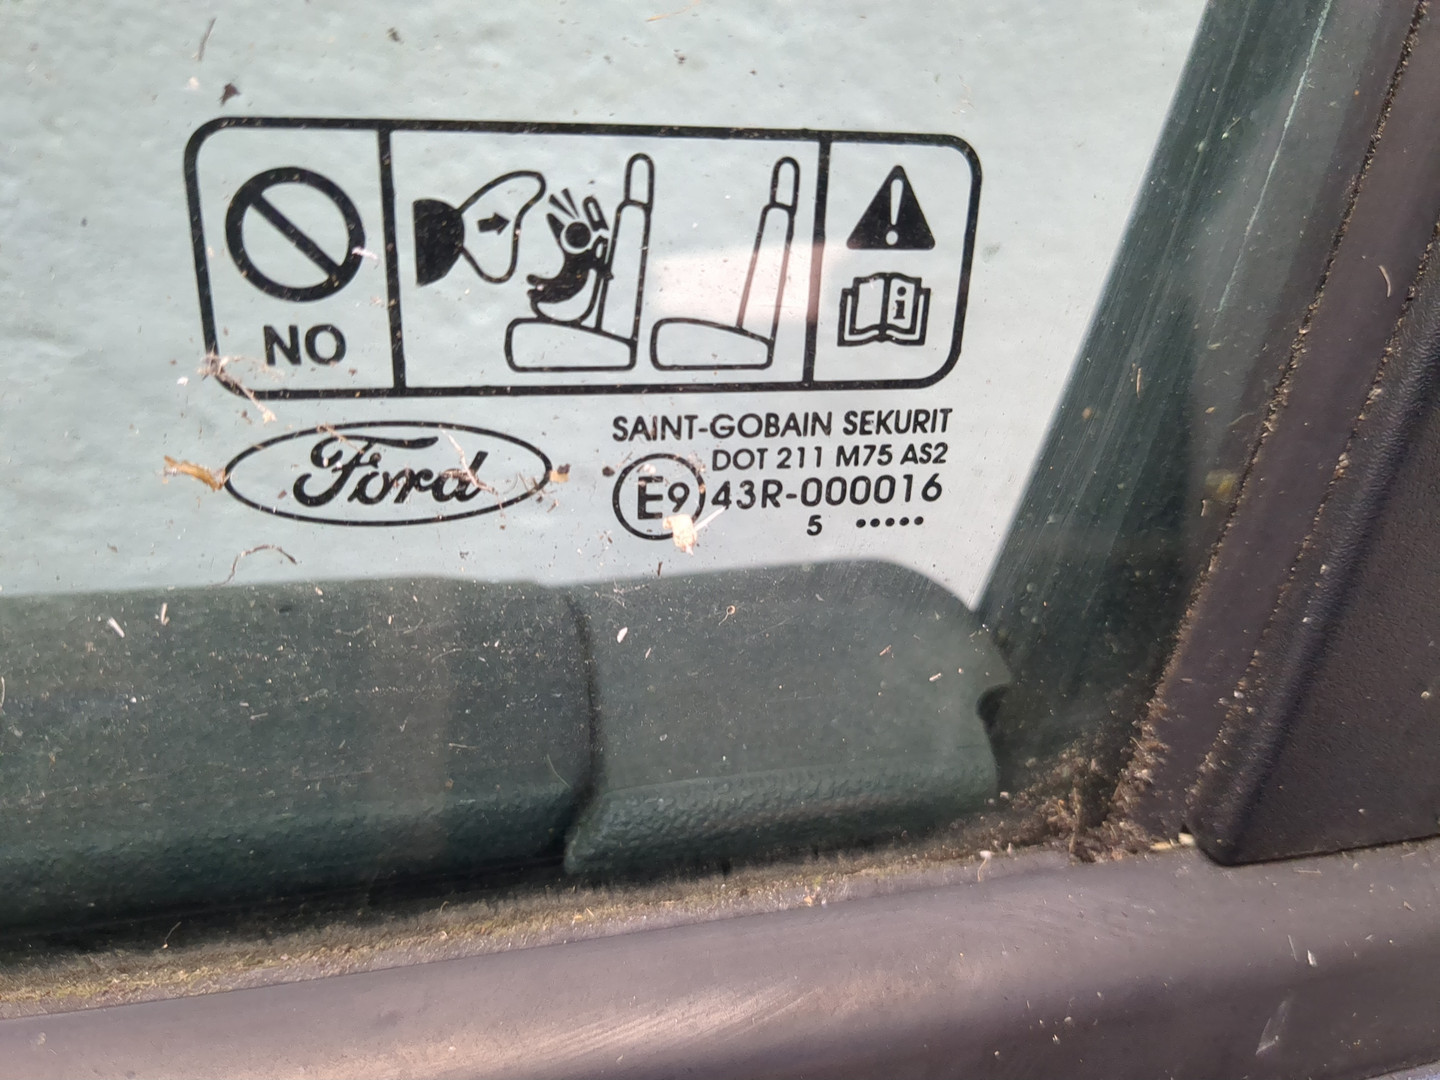 NO
i
Ford
SAINT-GOBAIN SEKURIT
DOT 211 M75 AS2
E9 43R-000016
5 •••••